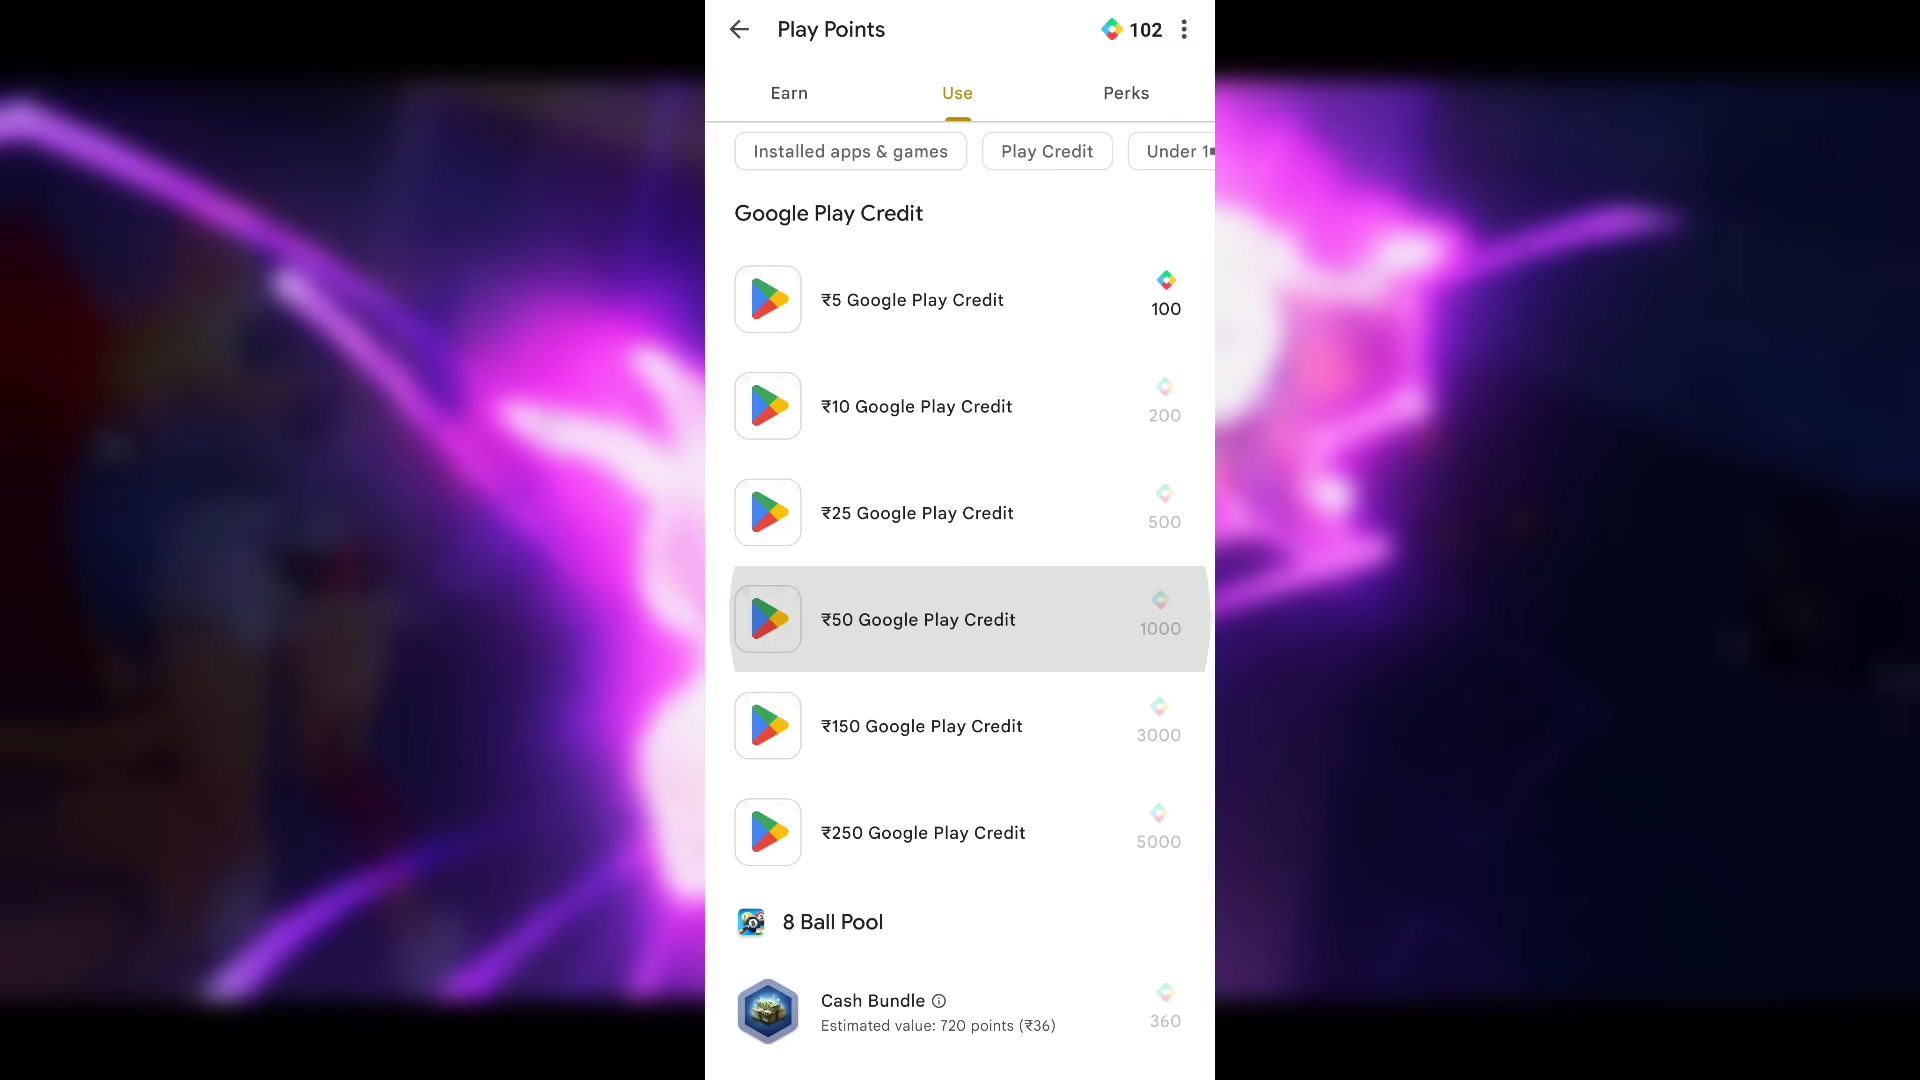 Play Points
102
Earn
Use
Perks
Installed apps & games
Play Credit
Under 1
Google Play Credit
₹5 Google Play Credit
100
₹10 Google Play Credit
200
₹25 Google Play Credit
500
₹50 Google Play Credit
1000
₹150 Google Play Credit
3000
₹250 Google Play Credit
5000
8 Ball Pool
Cash Bundle
Estimated value: 720 points (₹36)
360